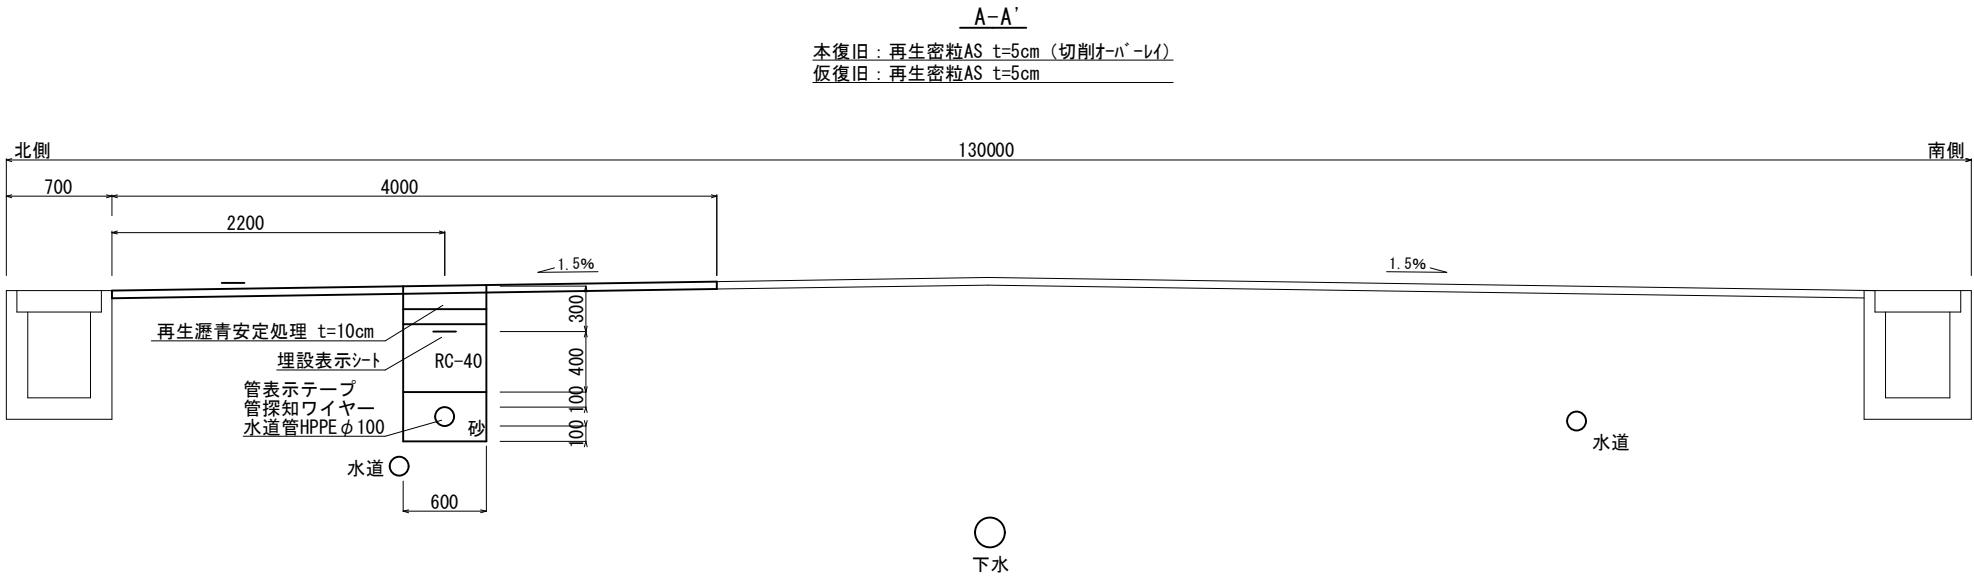 A-A'
本復旧：再生密粒AS t=5cm（切削ｵｰﾊﾞｰﾚｲ）
仮復旧：再生密粒AS t=5cm
北側
130000
南側
700
4000
2200
1.5%
1.5%
300
再生瀝青安定処理 t=10cm
埋設表示ｼｰﾄ
RC-40
400
管表示テープ
管探知ワイヤー
水道管HPPEφ100
100
砂
100
水道
水道
600
下水